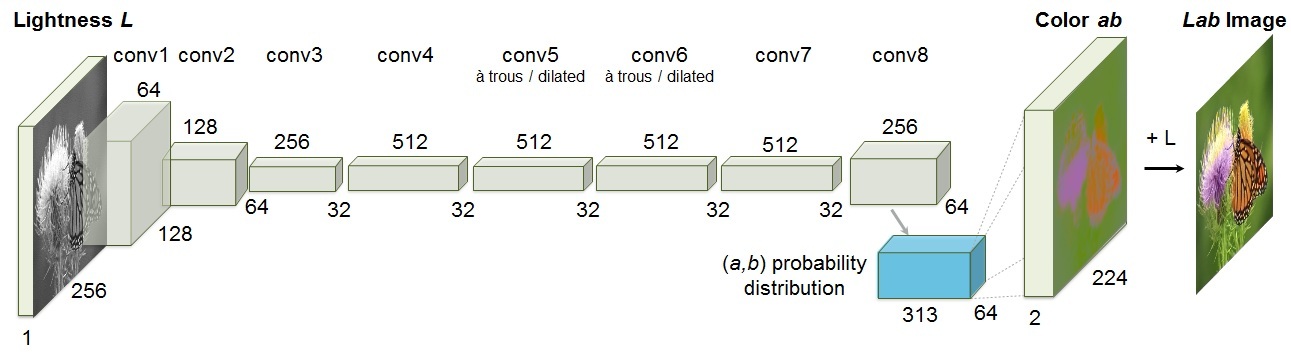 Lightness L
Color ab
Lab Image
conv1
conv2
conv3
conv4
conv5
à trous / dilated
conv6
à trous / dilated
conv7
conv8
64
128
256
512
512
512
512
256
+ L
64
32
32
32
32
32
64
128
256
(a,b) probability
distribution
224
313
64
2
1